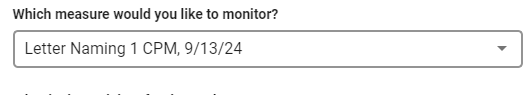 Which measure would you like to monitor?
Letter Naming 1 CPM, 9/13/24